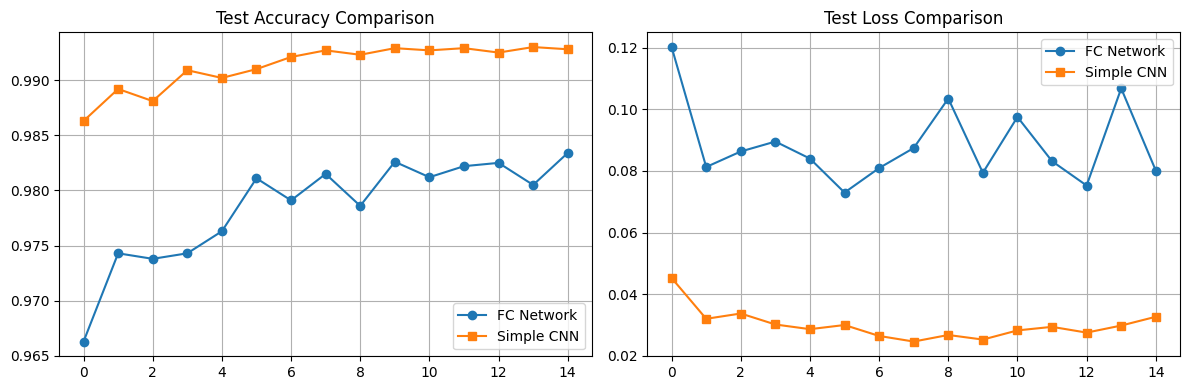 Test Accuracy Comparison
0.990
0.985
0.980
0.975
0.970
0.965
0 2 4 6 8 10 12 14
FC Network
Simple CNN
Test Loss Comparison
0.12
0.10
0.08
0.06
0.04
0.02
0 2 4 6 8 10 12 14
FC Network
Simple CNN